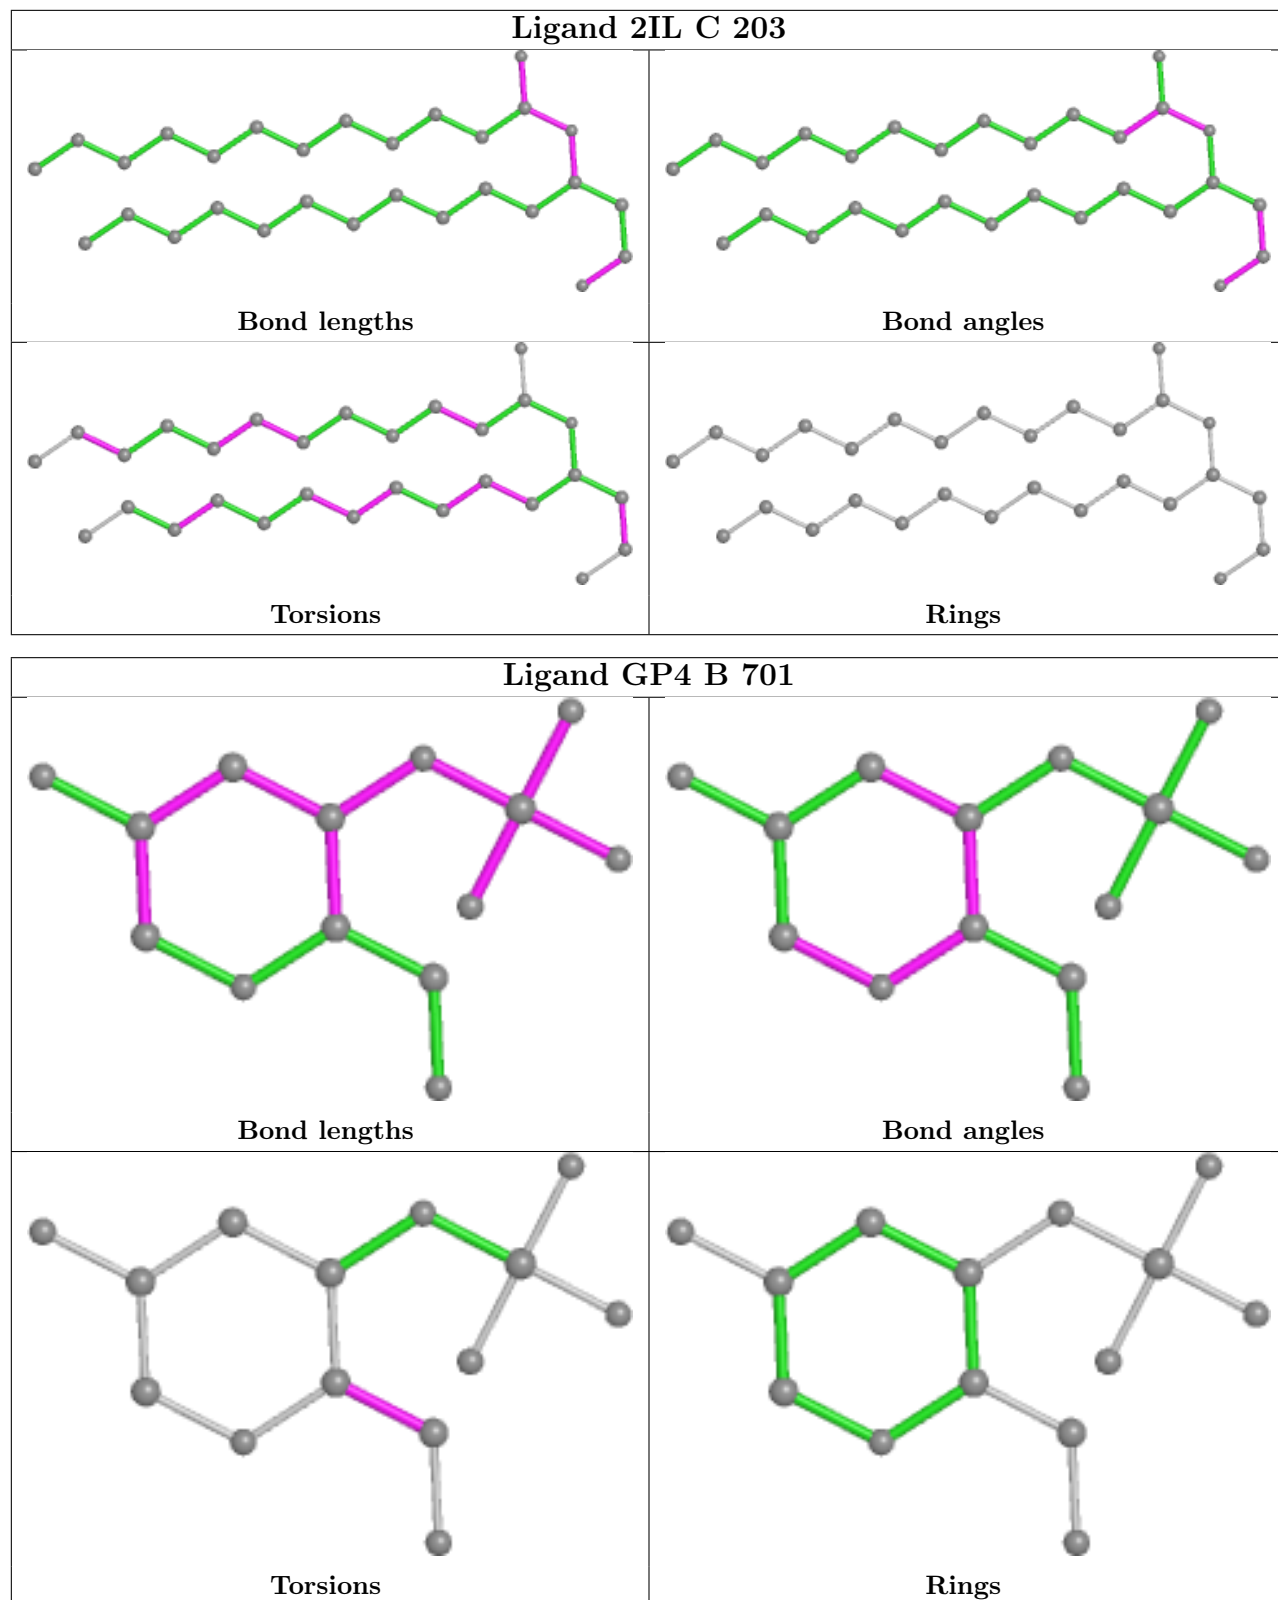 Ligand 2IL C 203
Bond lengths
Bond angles
Torsions
Rings
Ligand GP4 B 701
Bond lengths
Bond angles
Torsions
Rings